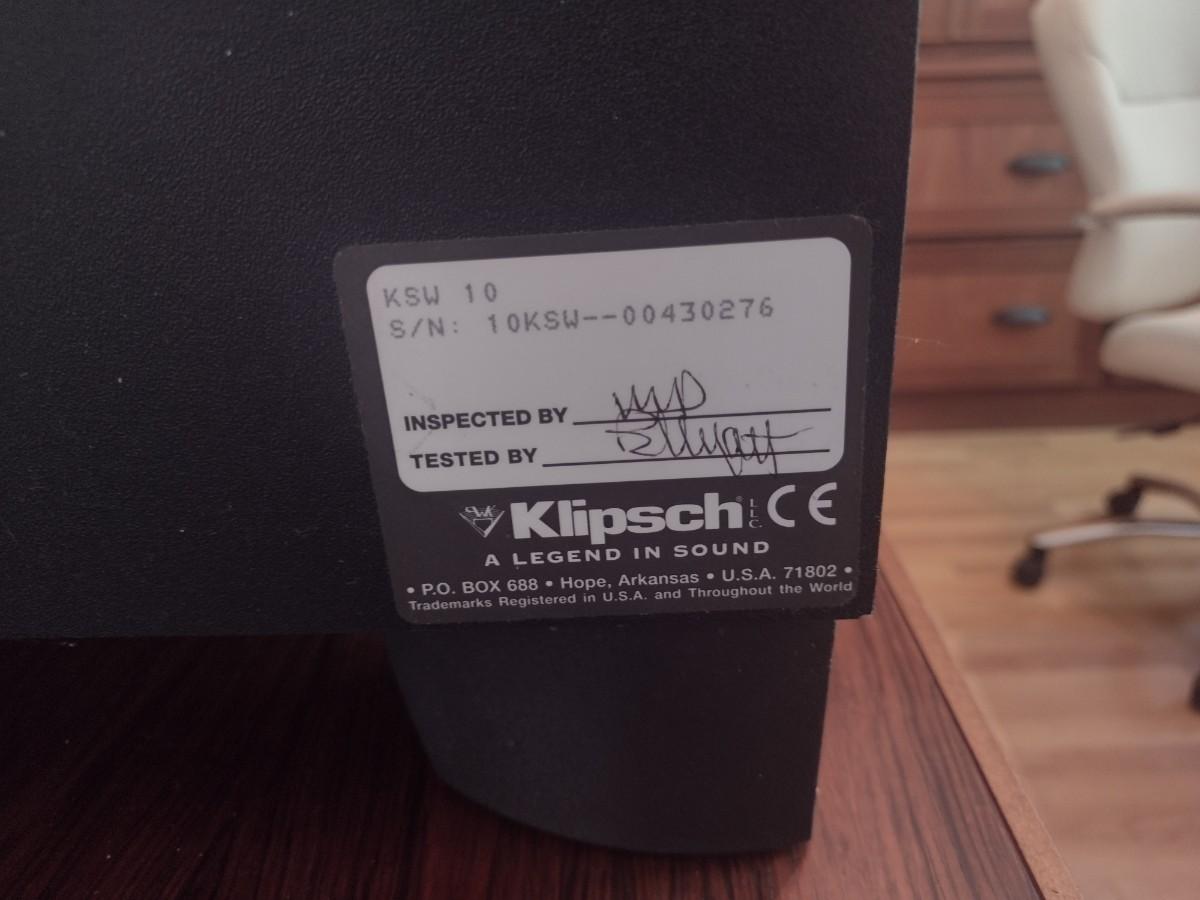 KSW 10
S/N: 10KSW--00430276
INSPECTED BY
TESTED BY
Klipsch LLC. CE
A LEGEND IN SOUND
• P.O. BOX 688 • Hope, Arkansas • U.S.A. 71802 •
Trademarks Registered in U.S.A. and Throughout the World